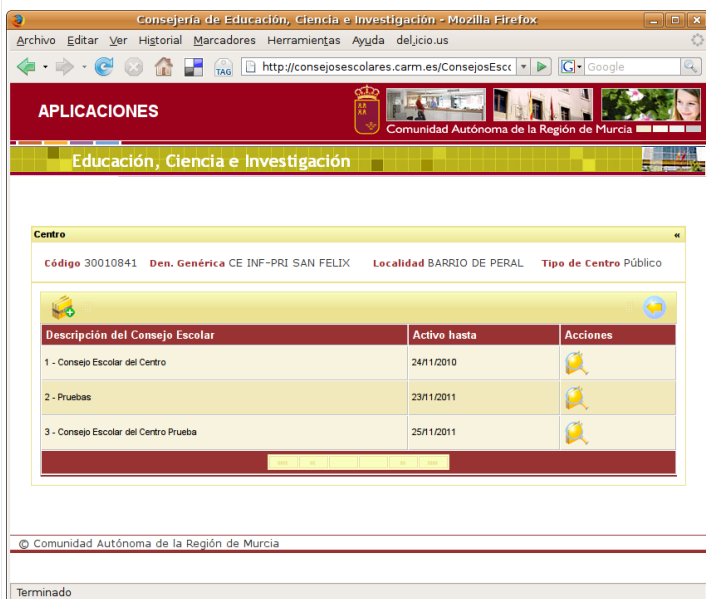 Consejería de Educación, Ciencia e Investigación - Mozilla Firefox
Archivo Editar Ver Historial Marcadores Herramientas Ayuda del.icio.us
TAG http://consejosescolares.carm.es/ConsejosEsco G Google
APLICACIONES
Comunidad Autónoma de la Región de Murcia
Educación, Ciencia e Investigación
Centro «
Código 30010841 Den. Genérica CE INF-PRI SAN FELIX Localidad BARRIO DE PERAL Tipo de Centro Público
Descripción del Consejo Escolar Activo hasta Acciones
1 - Consejo Escolar del Centro 24/11/2010
2 - Pruebas 23/11/2011
3 - Consejo Escolar del Centro Prueba 25/11/2011
© Comunidad Autónoma de la Región de Murcia
Terminado